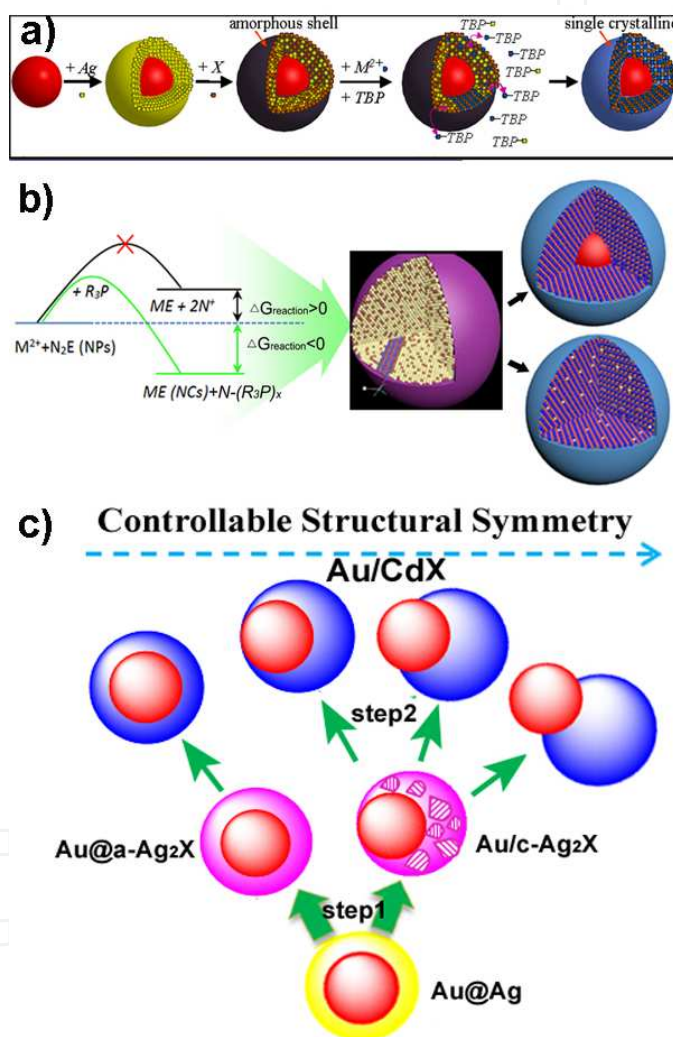 a)
amorphous shell
single crystalline
+ Ag
+ X
+ M²⁺
+ TBP
TBP
TBP
TBP
TBP
TBP
TBP
TBP
TBP
b)
+ R₃P
ME + 2N⁺
△Greaction>0
M²⁺+N₂E (NPs)
△Greaction<0
ME (NCs)+N-(R₃P)ₓ
c)
Controllable Structural Symmetry
Au/CdX
step2
Au@a-Ag₂X
Au/c-Ag₂X
step1
Au@Ag